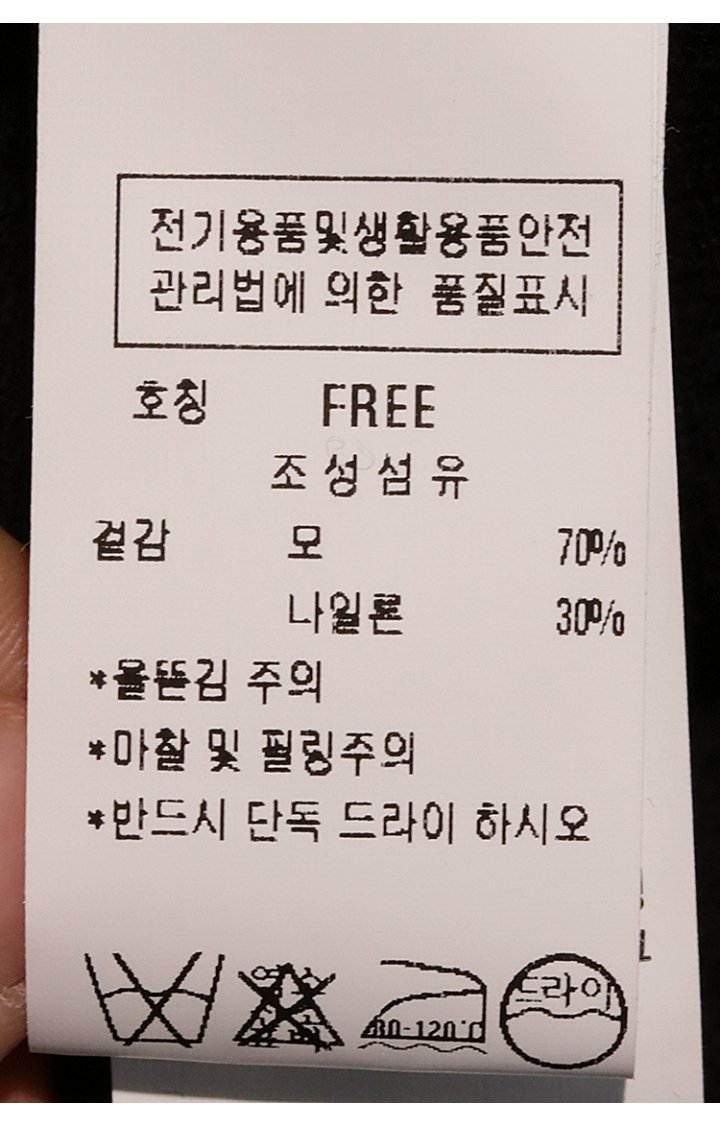 전기용품및생활용품안전
관리법에 의한 품질표시
호칭 FREE
조성섬유
겉감 모 70%
나일론 30%
*올뜯김 주의
*마찰 및 필링주의
*반드시 단독 드라이 하시오
80-120℃
드라이